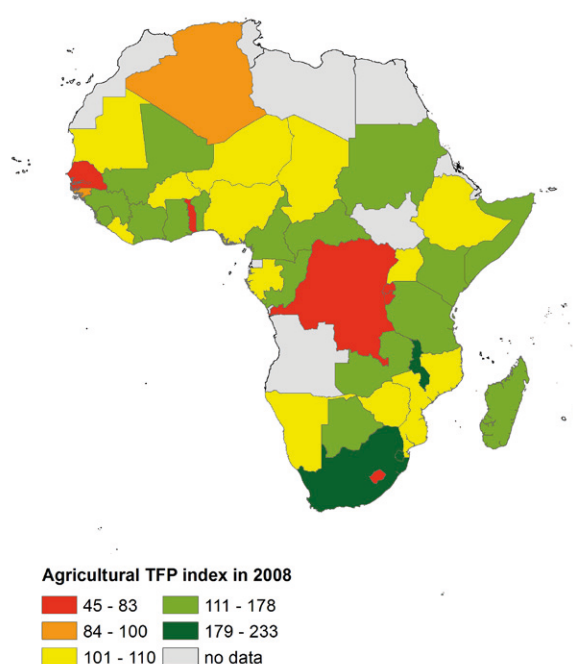 Agricultural TFP index in 2008
45 - 83
111 - 178
84 - 100
179 - 233
101 - 110
no data